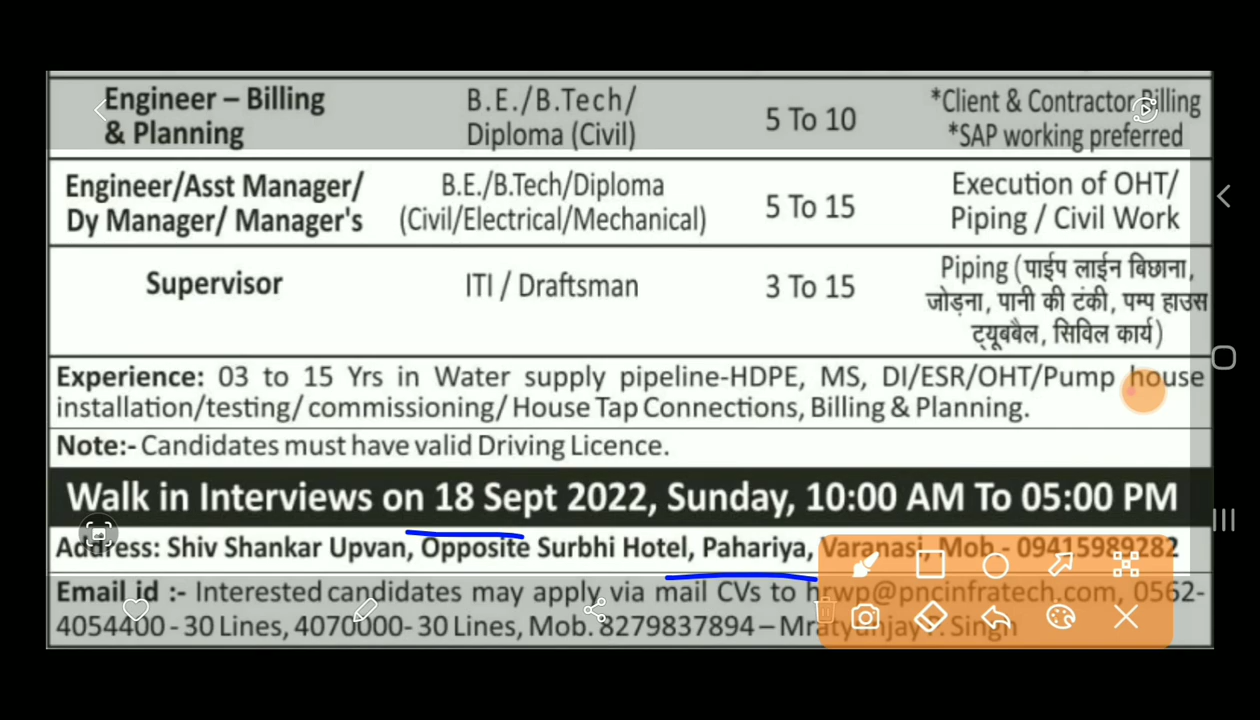 Engineer – Billing
& Planning
B.E./B.Tech/
Diploma (Civil)
5 To 10
*Client & Contractor Billing
*SAP working preferred
Engineer/Asst Manager/
Dy Manager/ Manager's
B.E./B.Tech/Diploma
(Civil/Electrical/Mechanical)
5 To 15
Execution of OHT/
Piping / Civil Work
Supervisor
ITI / Draftsman
3 To 15
Piping (पाईप लाईन बिछाना,
जोड़ना, पानी की टंकी, पम्प हाउस
ट्यूबबैल, सिविल कार्य)
Experience: 03 to 15 Yrs in Water supply pipeline-HDPE, MS, DI/ESR/OHT/Pump house
installation/testing/ commissioning/ House Tap Connections, Billing & Planning.
Note:- Candidates must have valid Driving Licence.
Walk in Interviews on 18 Sept 2022, Sunday, 10:00 AM To 05:00 PM
Address: Shiv Shankar Upvan, Opposite Surbhi Hotel, Pahariya, Varanasi, Mob.- 09415989282
Email id :- Interested candidates may apply via mail CVs to hrwp@pncinfratech.com, 0562-
4054400 - 30 Lines, 4070000- 30 Lines, Mob. 8279837894 – Mratyunjay P. Singh